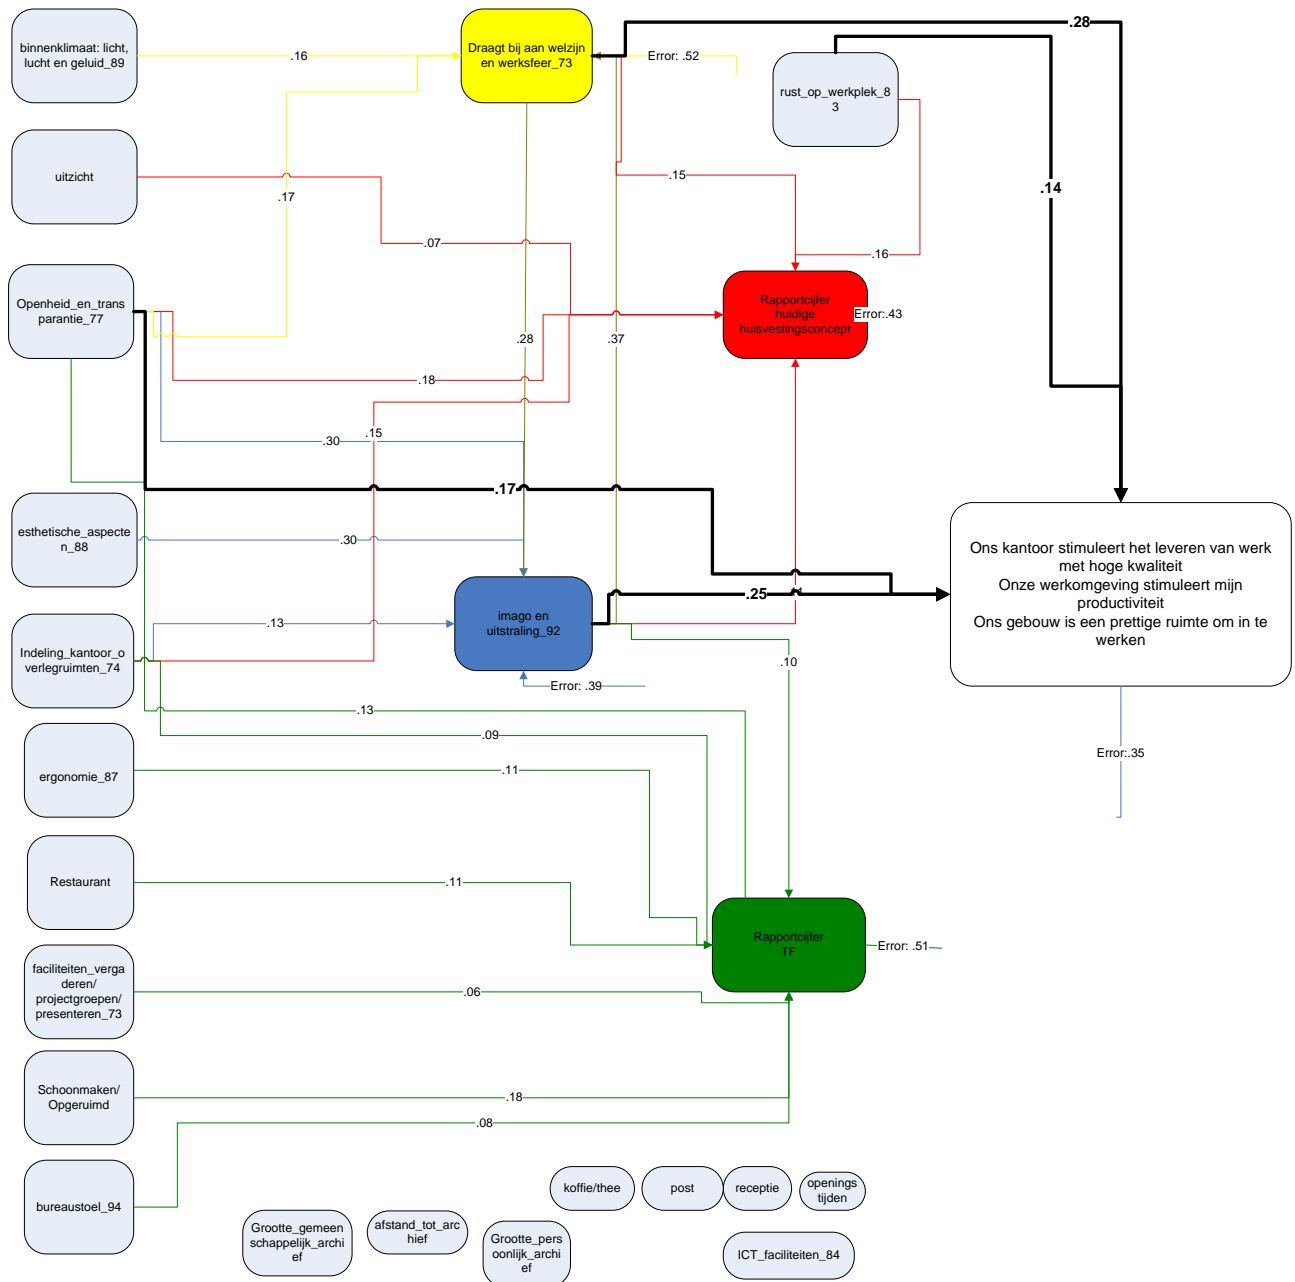 binnenklimaat: licht,
lucht en geluid_89
.16
Draagt bij aan welzijn
en werksfeer_73
Error: .52
.28
rust_op_werkplek_8
3
uitzicht
.17
.15
.14
.07
.16
Openheid_en_trans
parantie_77
Rapportcijfer
huidige
huisvestingsconcept
Error:.43
.28
.37
.18
.15
.30
.17
esthetische_aspecte
n_88
.30
Ons kantoor stimuleert het leveren van werk
met hoge kwaliteit
Onze werkomgeving stimuleert mijn
productiviteit
Ons gebouw is een prettige ruimte om in te
werken
.25
imago en
uitstraling_92
.13
Indeling_kantoor_o
verlegruimten_74
.10
Error: .39
.13
.09
Error:.35
ergonomie_87
.11
Restaurant
.11
Rapportcijfer
TF
Error: .51
faciliteiten_verga
deren/
projectgroepen/
presenteren_73
.06
Schoonmaken/
Opgeruimd
.18
.08
bureaustoel_94
koffie/thee
post
receptie
openings
tijden
Grootte_gemeen
schappelijk_archi
ef
afstand_tot_arc
hief
Grootte_pers
oonlijk_archi
ef
ICT_faciliteiten_84